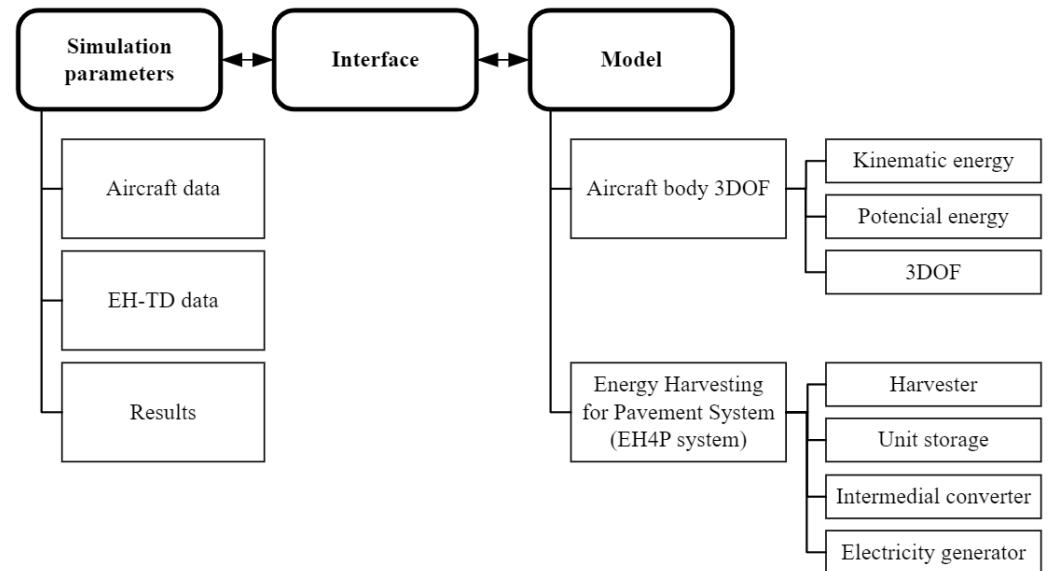 Simulation
parameters
Interface
Model
Aircraft data
EH-TD data
Results
Aircraft body 3DOF
Kinematic energy
Potencial energy
3DOF
Energy Harvesting
for Pavement System
(EH4P system)
Harvester
Unit storage
Intermedial converter
Electricity generator